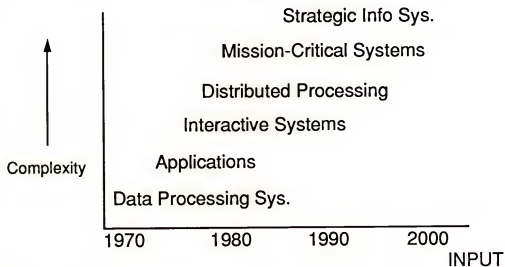 Strategic Info Sys.
Mission-Critical Systems
Distributed Processing
Interactive Systems
Complexity
Applications
Data Processing Sys.
1970 1980 1990 2000
INPUT